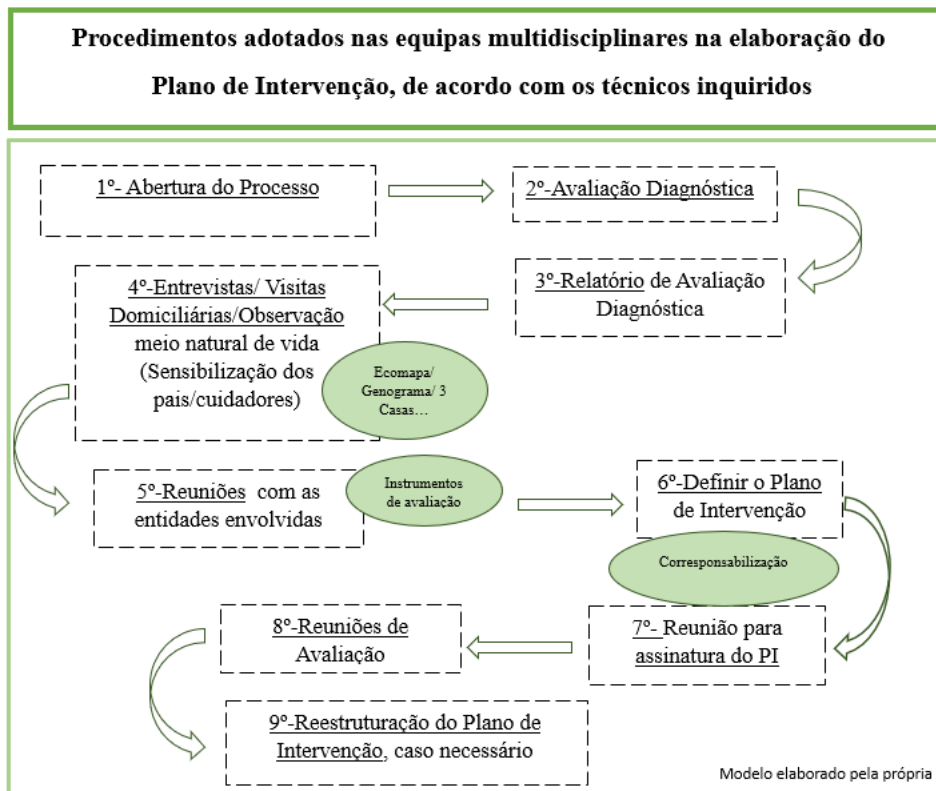 Procedimentos adotados nas equipas multidisciplinares na elaboração do
Plano de Intervenção, de acordo com os técnicos inquiridos
1º- Abertura do Processo
2º-Avaliação Diagnóstica
3º-Relatório de Avaliação
Diagnóstica
4º-Entrevistas/ Visitas
Domiciliárias/Observação
meio natural de vida
(Sensibilização dos
pais/cuidadores)
Ecomapa/
Genograma/ 3
Casas…
5º-Reuniões com as
entidades envolvidas
Instrumentos
de avaliação
6º-Definir o Plano
de Intervenção
Corresponsabilização
7º- Reunião para
assinatura do PI
8º-Reuniões de
Avaliação
9º-Reestruturação do Plano de
Intervenção, caso necessário
Modelo elaborado pela própria